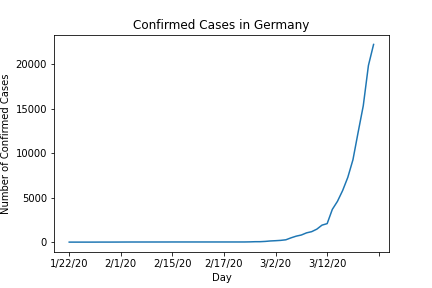 Confirmed Cases in Germany
Number of Confirmed Cases
20000
15000
10000
5000
0
1/22/20 2/1/20 2/15/20 2/17/20 3/2/20 3/12/20
Day